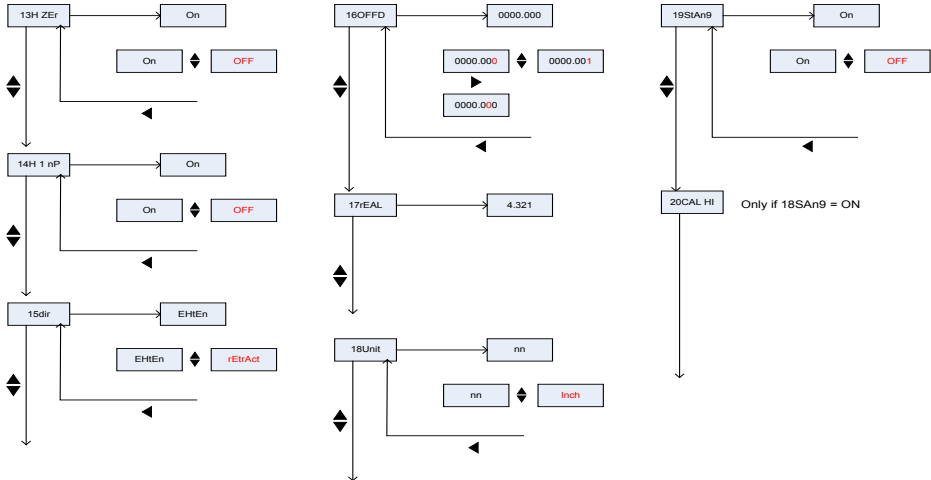 13H ZEr
On
On
OFF
14H 1 nP
On
On
OFF
15dir
EHtEn
EHtEn
rEtrAct
16OFFD
0000.000
0000.000
0000.001
0000.000
17rEAL
4.321
18Unit
nn
nn
Inch
19StAn9
On
On
OFF
20CAL HI
Only if 18SAn9 = ON